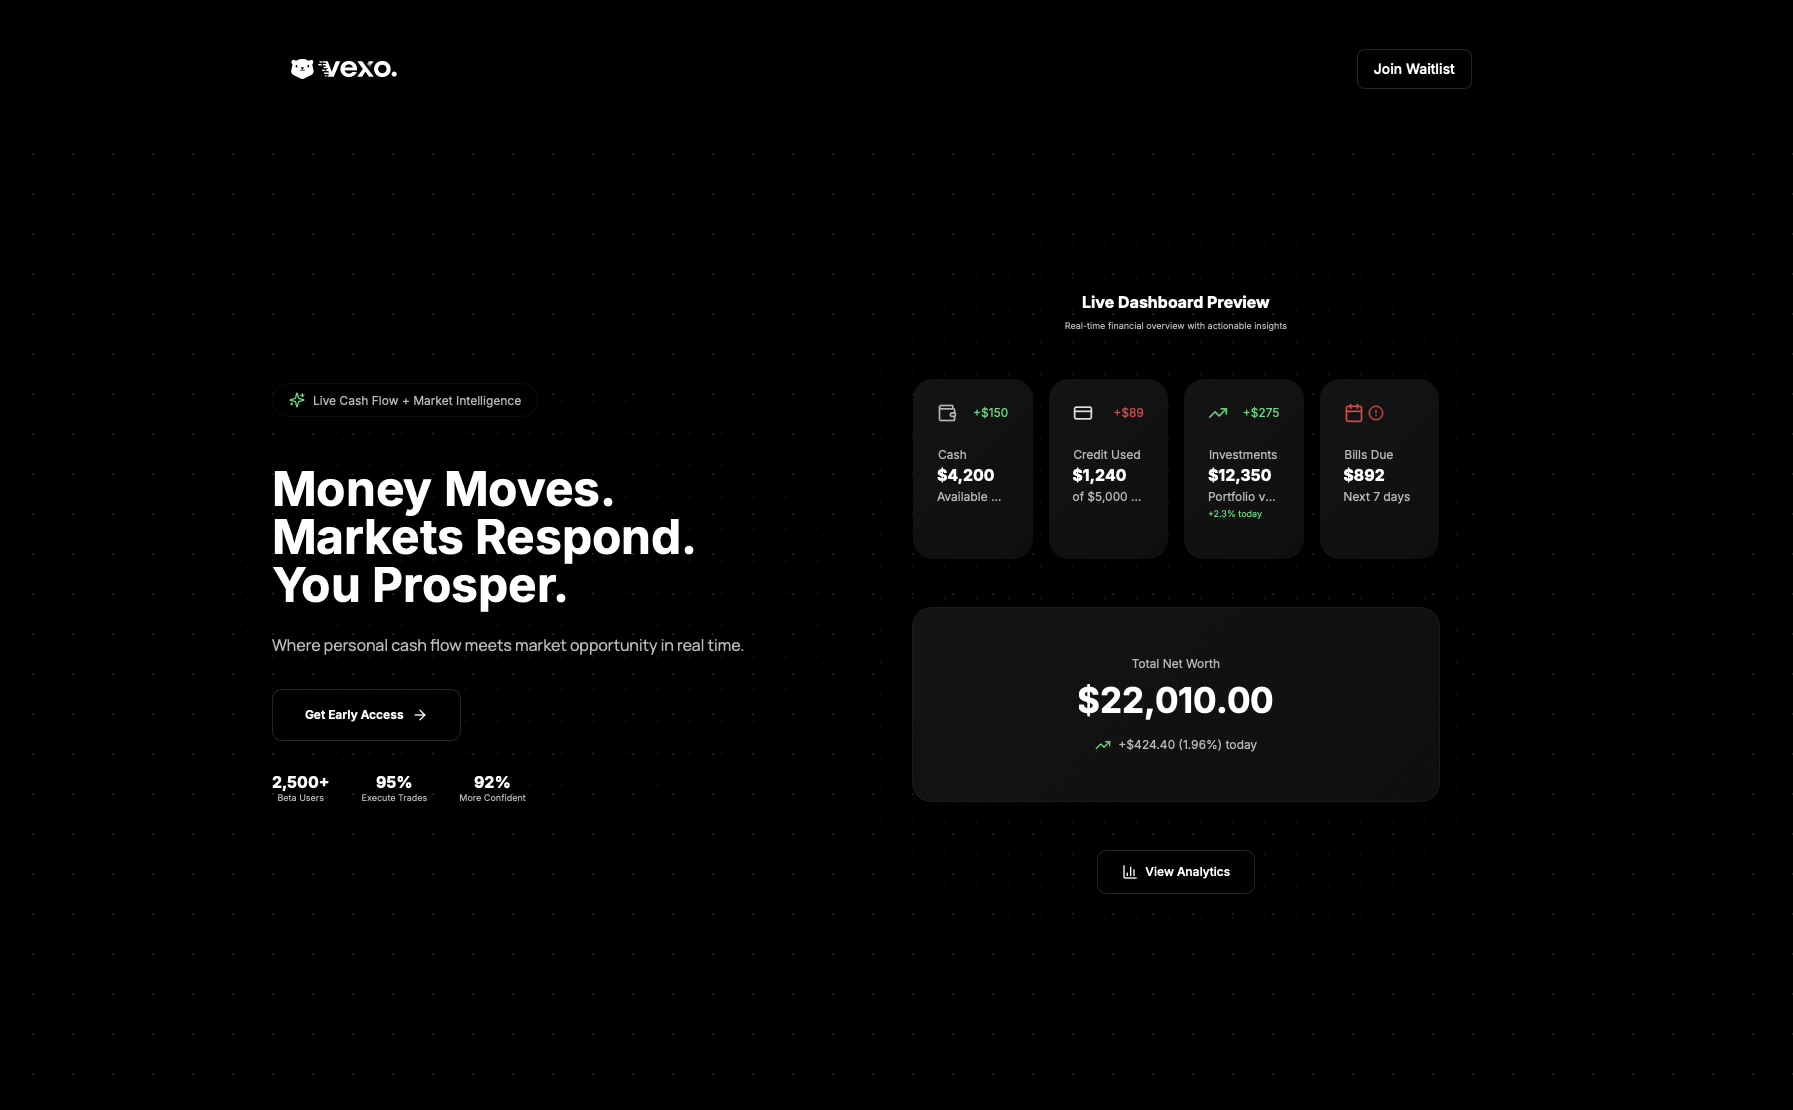 vexo.
Join Waitlist
Live Cash Flow + Market Intelligence
Money Moves.
Markets Respond.
You Prosper.
Where personal cash flow meets market opportunity in real time.
Get Early Access
2,500+
Beta Users
95%
Execute Trades
92%
More Confident
Live Dashboard Preview
Real-time financial overview with actionable insights
+$150
Cash
$4,200
Available ...
+$89
Credit Used
$1,240
of $5,000 ...
+$275
Investments
$12,350
Portfolio v...
+2.3% today
Bills Due
$892
Next 7 days
Total Net Worth
$22,010.00
+$424.40 (1.96%) today
View Analytics